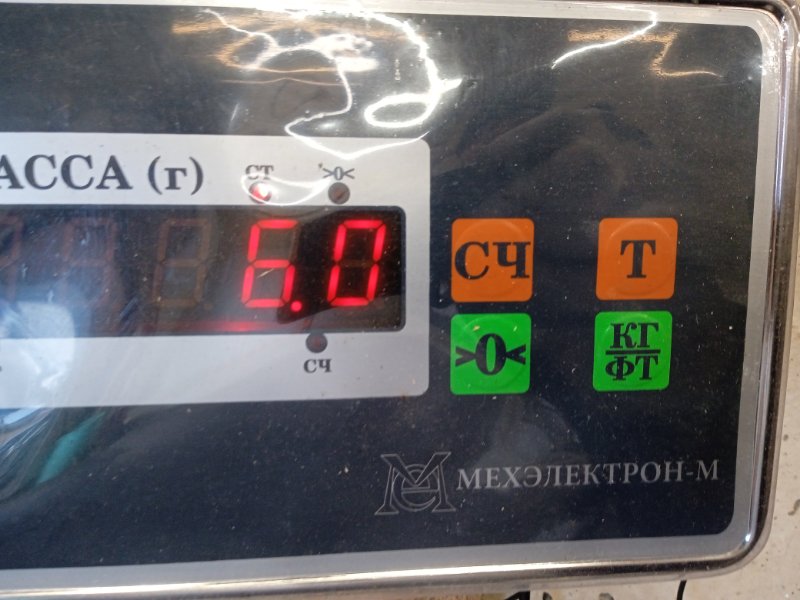 АССА (г)
СТ >0<
6.0
СЧ
СЧ
Т
>0<
КГ
ФТ
МЕХЭЛЕКТРОН-М